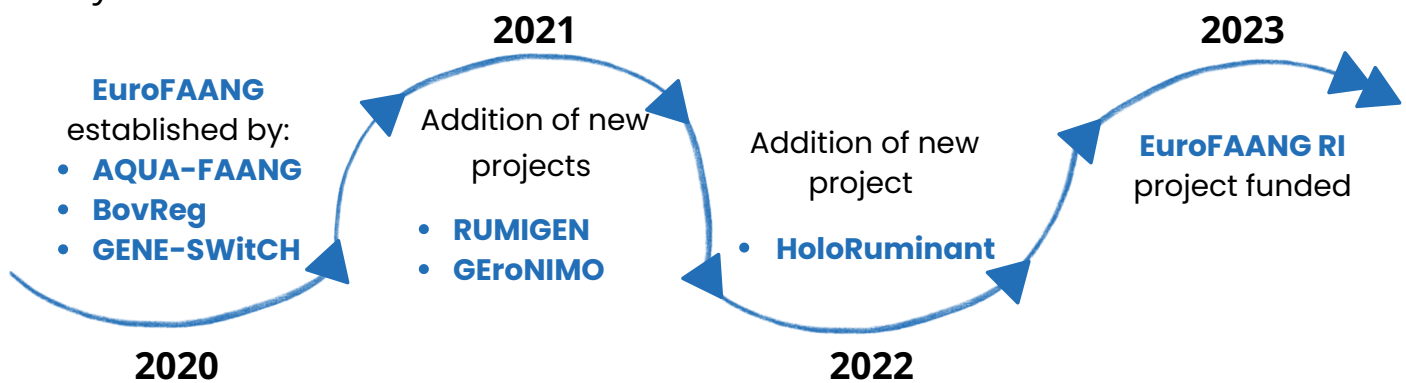 2020
EuroFAANG
established by:
• AQUA-FAANG
• BovReg
• GENE-SWitCH
2021
Addition of new
projects
• RUMIGEN
• GEroNIMO
2022
Addition of new
project
• HoloRuminant
2023
EuroFAANG RI
project funded